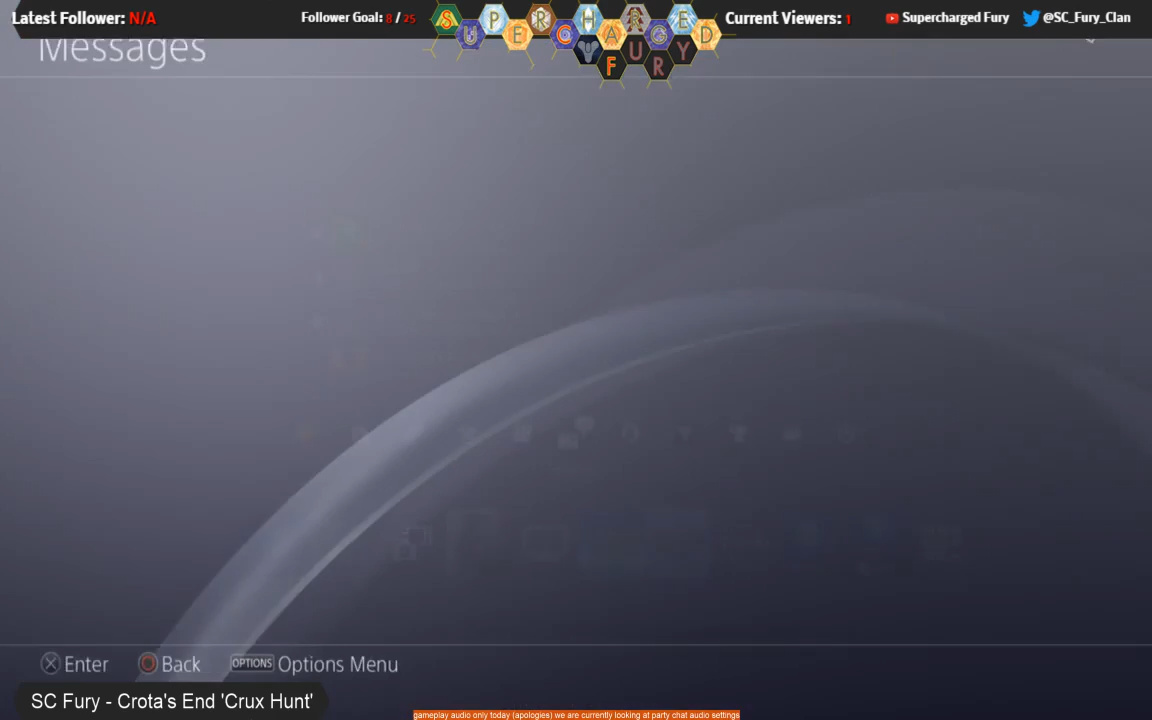 Latest Follower: N/A
Follower Goal: 8 / 25
SUPERCHARGED
FURY
Current Viewers: 1
Supercharged Fury
@SC_Fury_Clan
Messages
Enter
Back
OPTIONS Options Menu
SC Fury - Crota's End 'Crux Hunt'
gameplay audio only today (apologies) we are currently looking at party chat audio settings